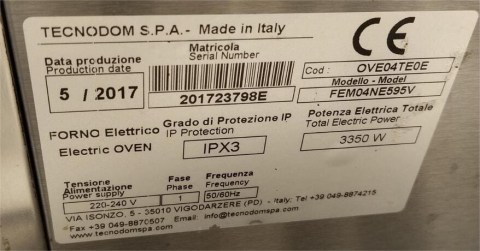 TECNODOM S.P.A.- Made in Italy
CE
Data produzione
Production date
5 / 2017
Matricola
Serial Number
201723798E
Cod : OVE04TE0E
Modello - Model
FEM04NE595V
FORNO Elettrico
Electric OVEN
Grado di Protezione IP
IP Protection
IPX3
Potenza Elettrica Totale
Total Electric Power
3350 W
Tensione Alimentazione
Power supply
220-240 V
Fase
Phase
1
Frequenza
Frequency
50/60Hz
VIA ISONZO, 5 - 35010 VIGODARZERE (PD) - Italy: Tel +39 049-8874215
Fax +39 049-8870507 Email: info@tecnodomspa.com
www.tecnodomspa.com